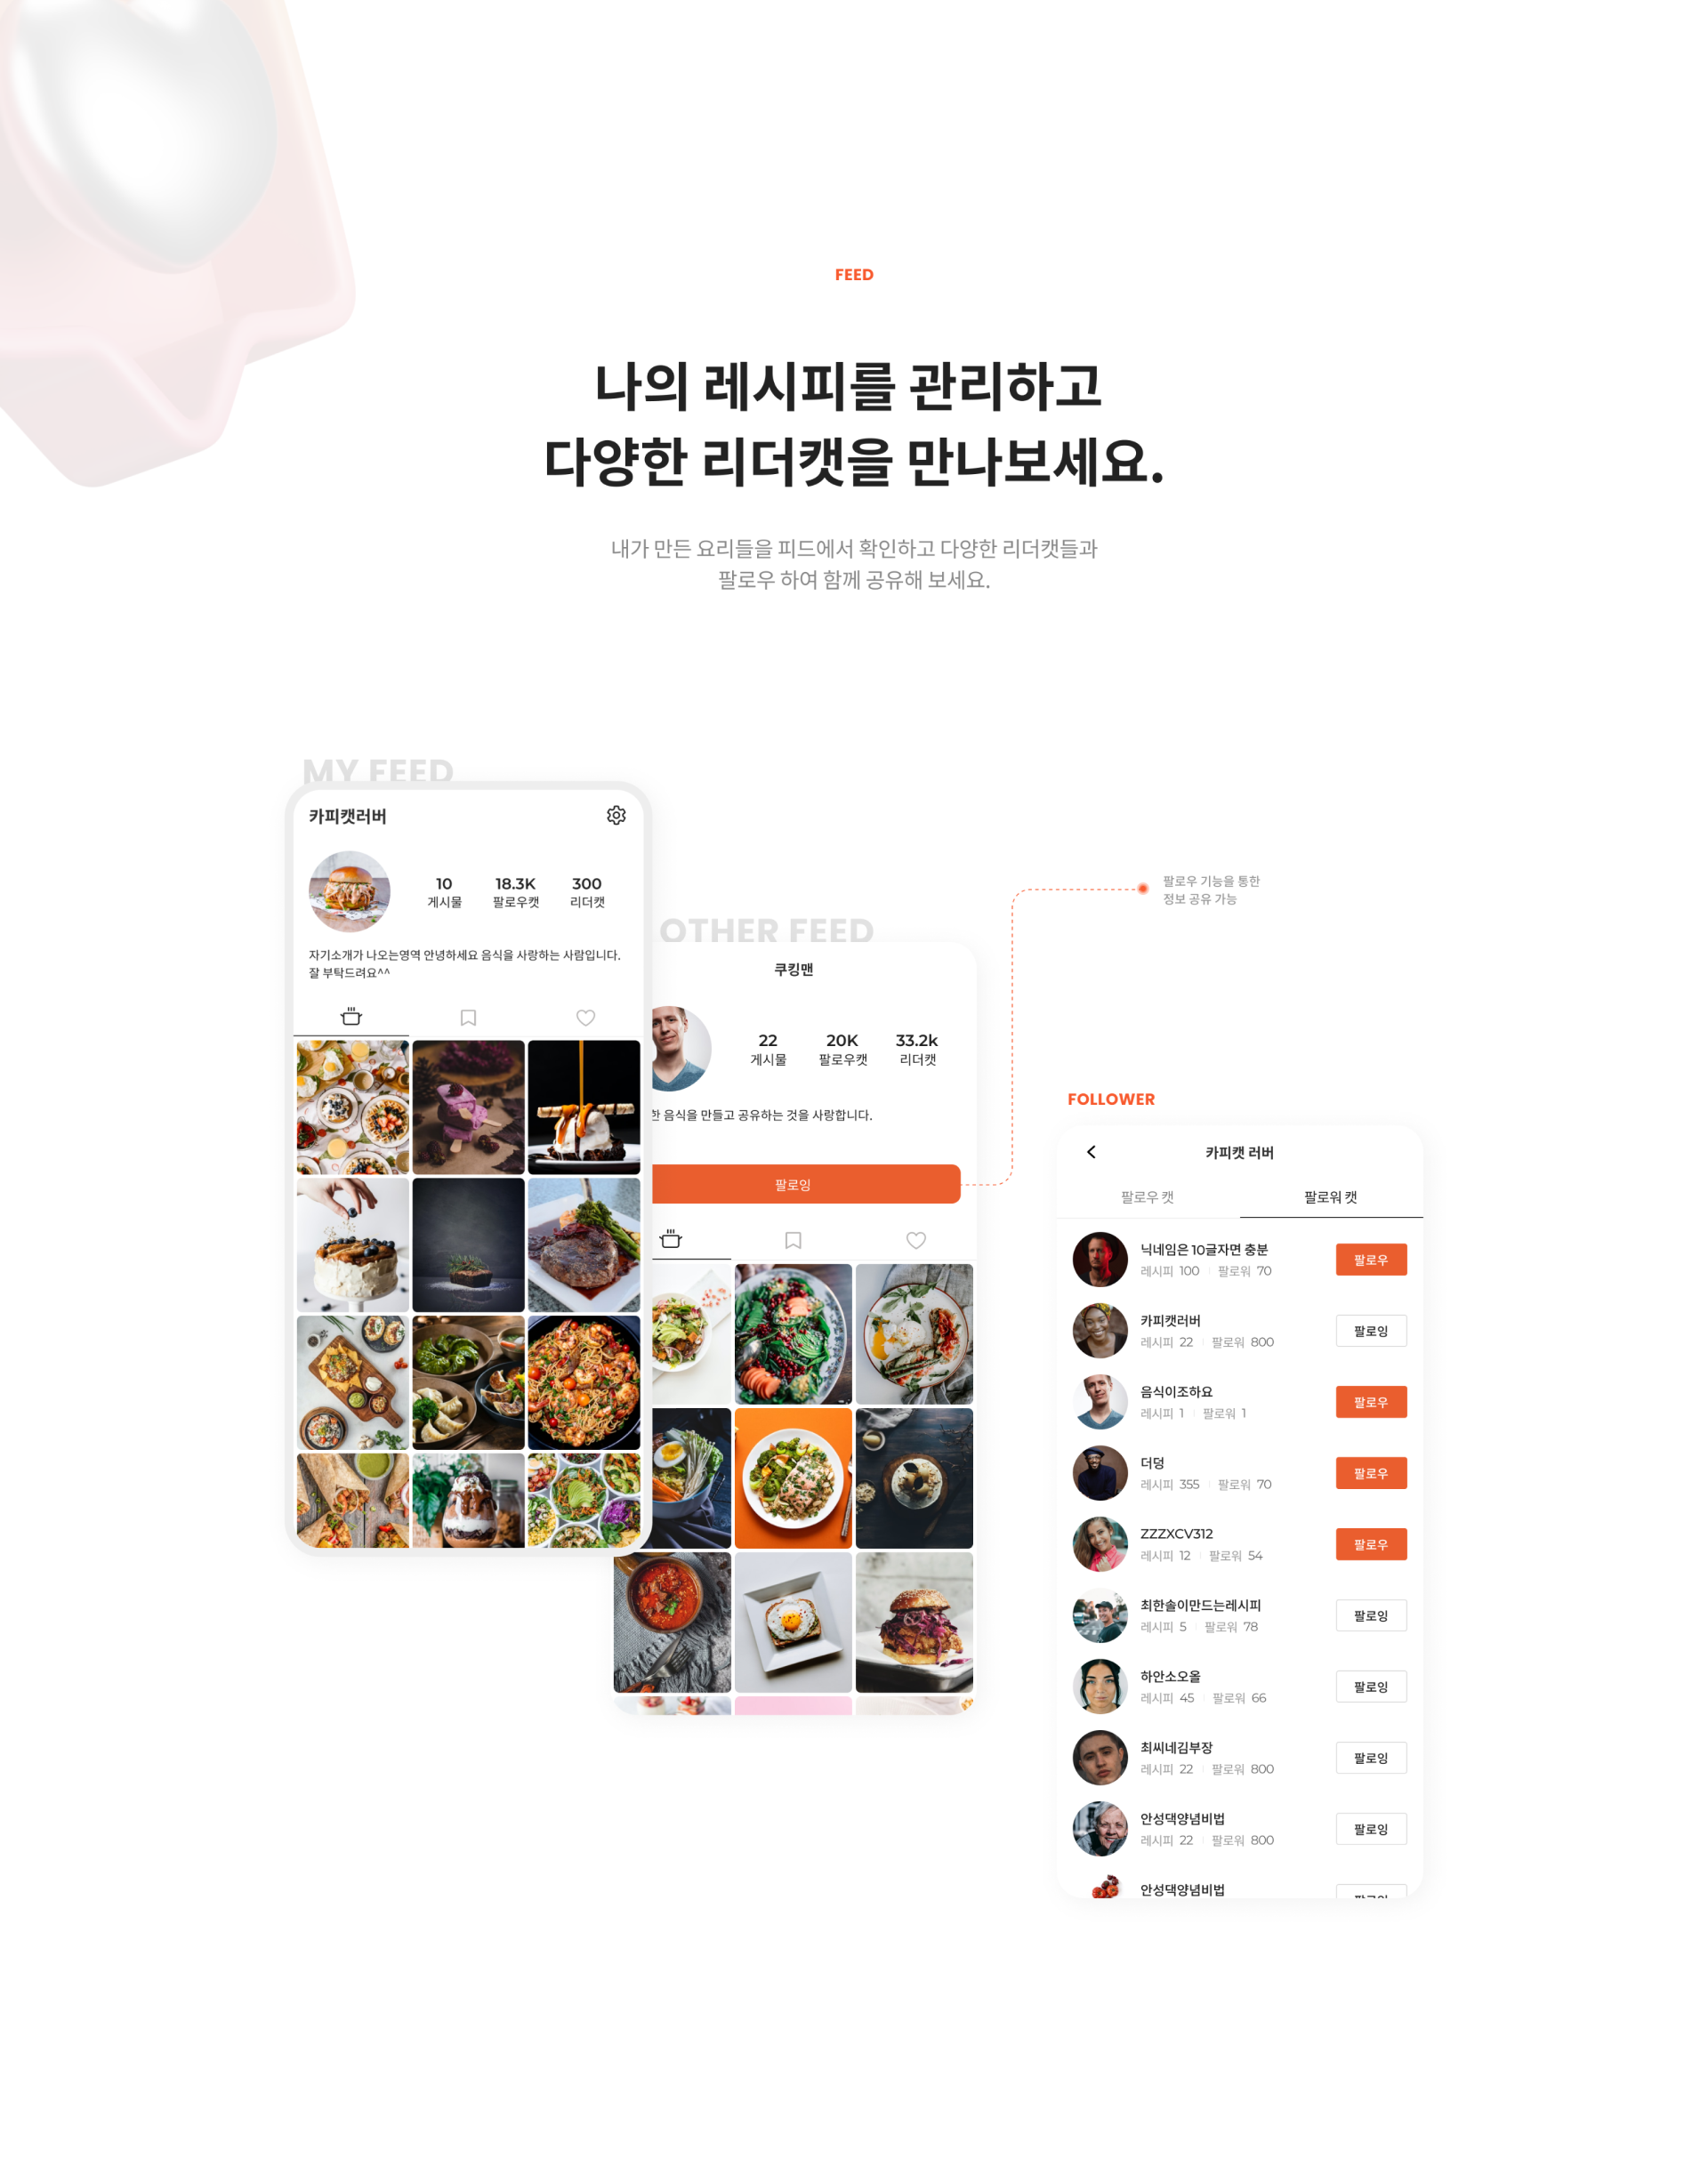 FEED
나의 레시피를 관리하고
다양한 리더캣을 만나보세요.
내가 만든 요리들을 피드에서 확인하고 다양한 리더캣들과
팔로우 하여 함께 공유해 보세요.
MY FEED
카피캣러버
10 18.3K 300
게시물 팔로우캣 리더캣
자기소개가 나오는영역 안녕하세요 음식을 사랑하는 사람입니다.
잘 부탁드려요^^
OTHER FEED
쿠킹맨
22 20K 33.2k
게시물 팔로우캣 리더캣
한 음식을 만들고 공유하는 것을 사랑합니다.
팔로잉
팔로우 기능을 통한
정보 공유 가능
FOLLOWER
카피캣 러버
팔로우 캣 팔로워 캣
닉네임은 10글자면 충분
레시피 100 팔로워 70
팔로우
카피캣러버
레시피 22 팔로워 800
팔로잉
음식이조하요
레시피 1 팔로워 1
팔로우
더덩
레시피 355 팔로워 70
팔로우
ZZZXCV312
레시피 12 팔로워 54
팔로우
최한솔이만드는레시피
레시피 5 팔로워 78
팔로잉
하안소오올
레시피 45 팔로워 66
팔로잉
최씨네김부장
레시피 22 팔로워 800
팔로잉
안성댁양념비법
레시피 22 팔로워 800
팔로잉
안성댁양념비법